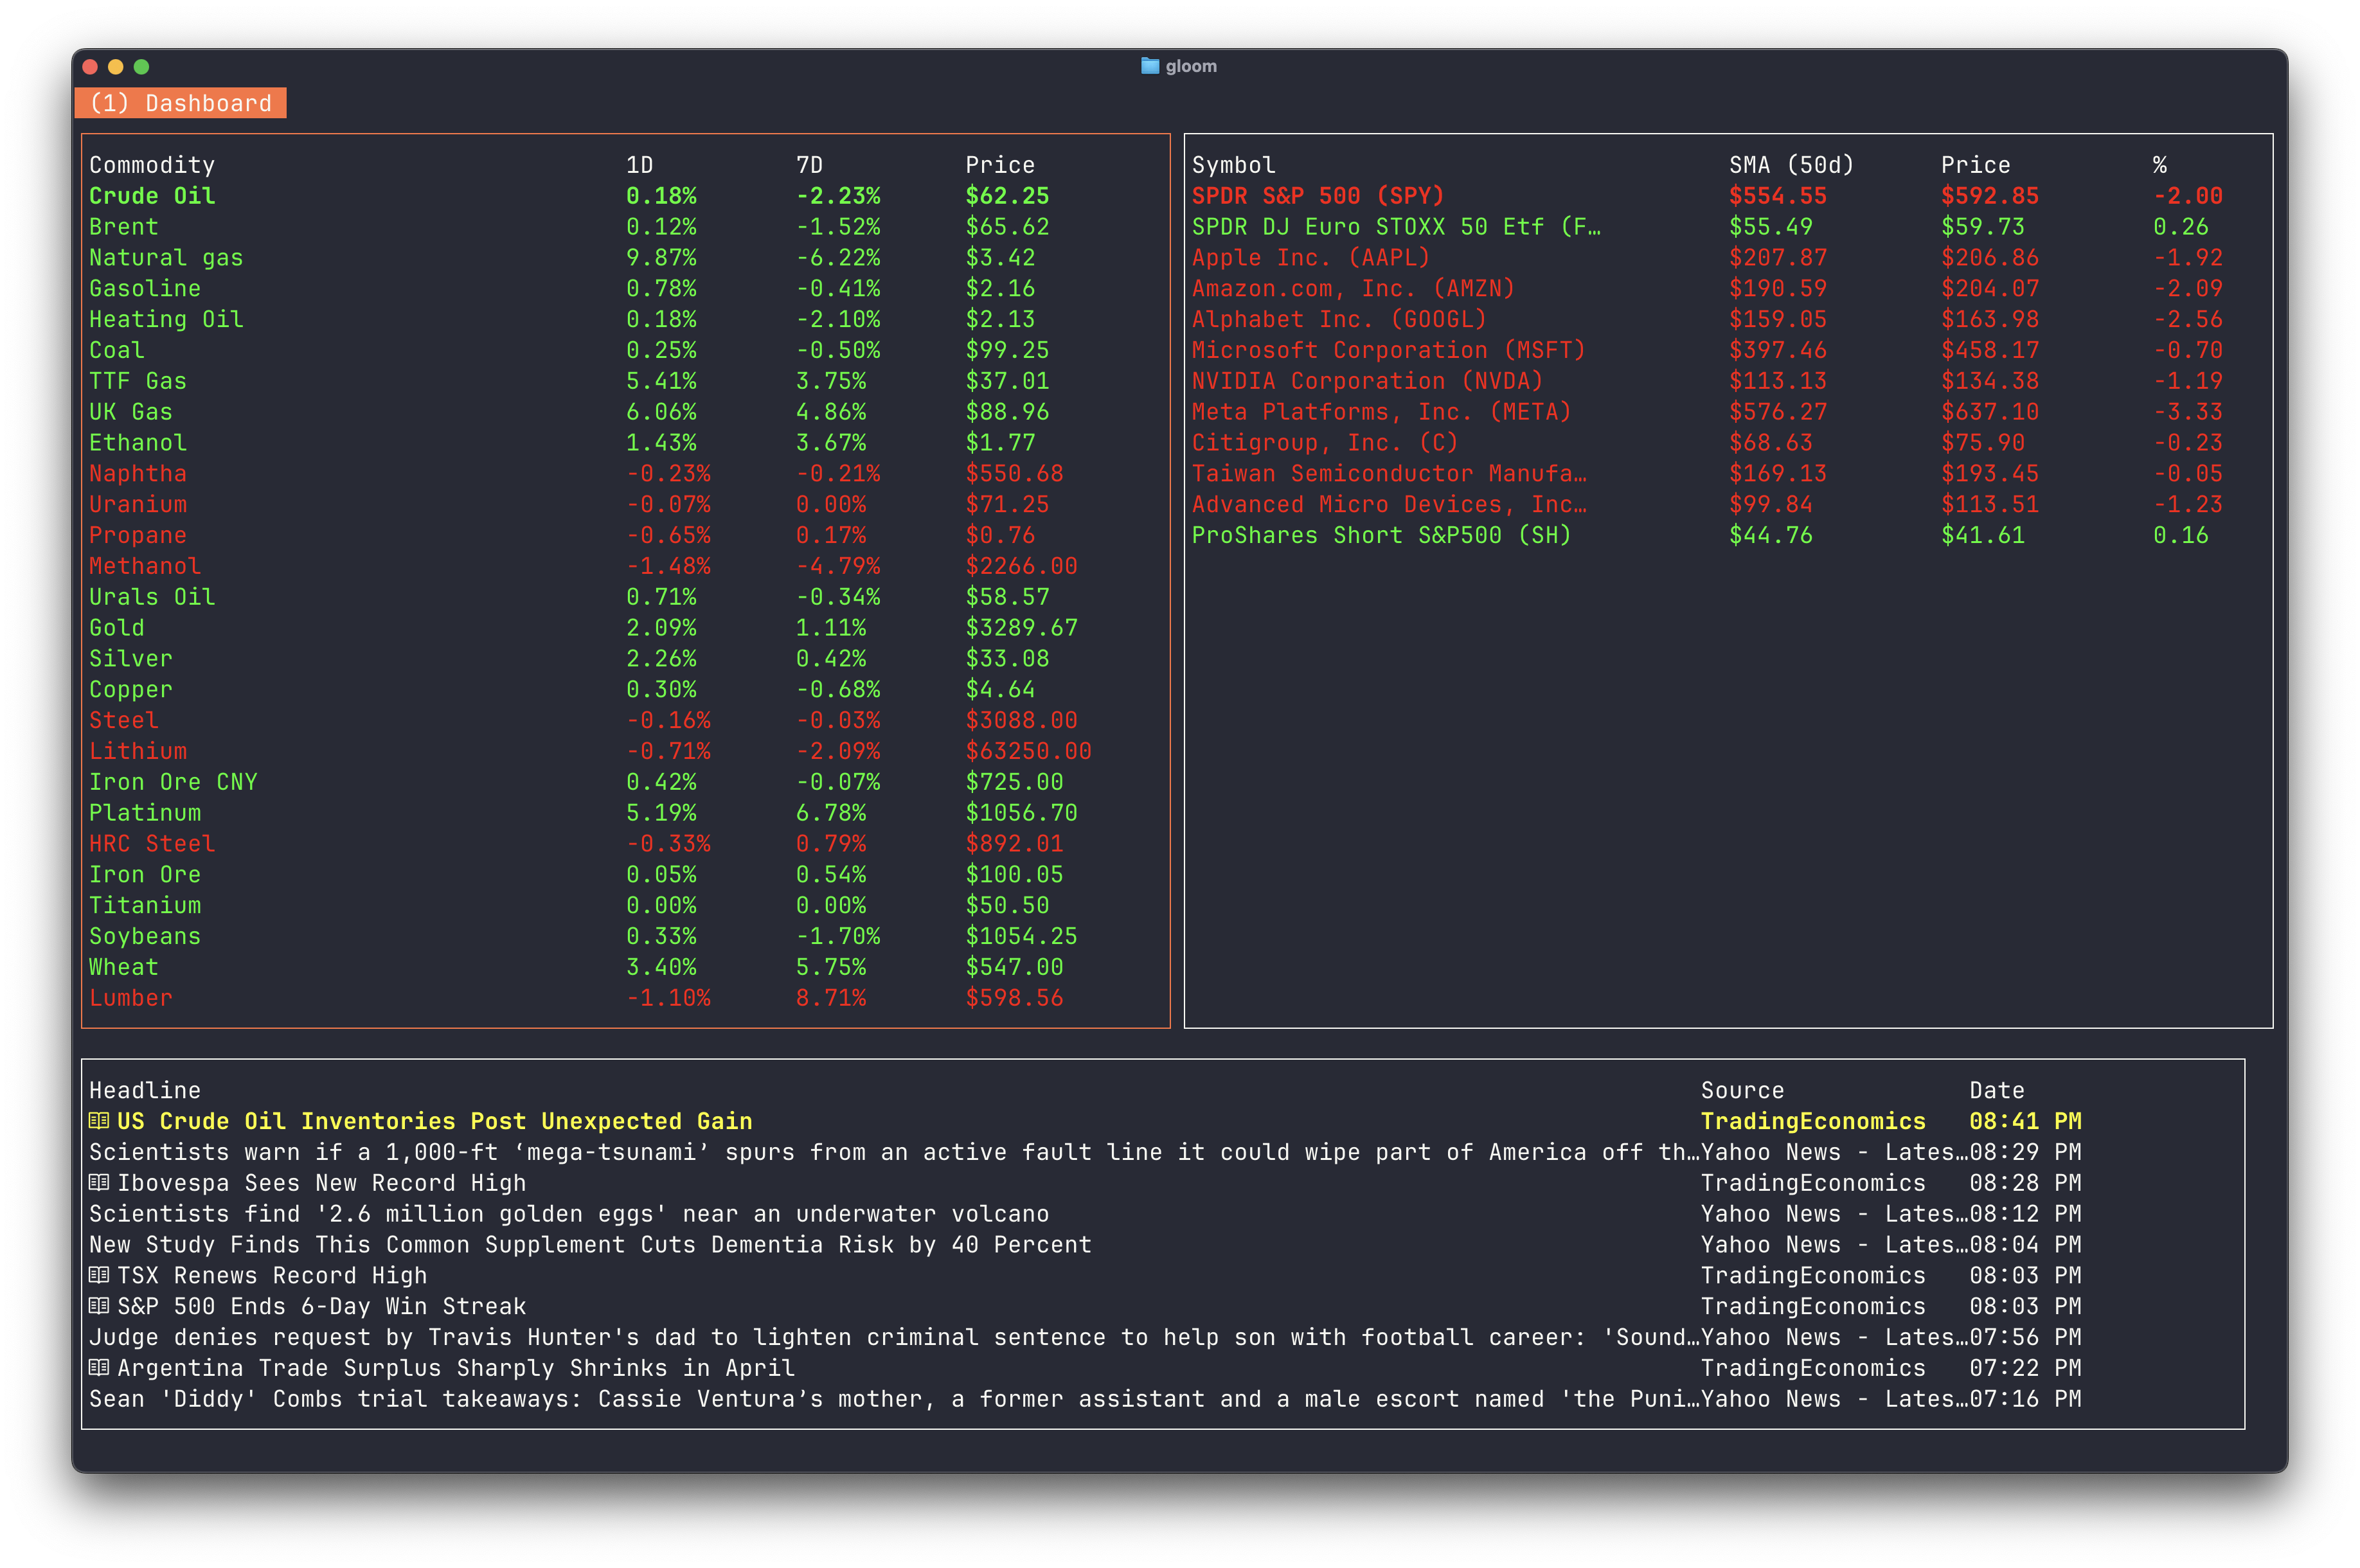 gloom
(1) Dashboard
Commodity 1D 7D Price
Crude Oil 0.18% -2.23% $62.25
Brent 0.12% -1.52% $65.62
Natural gas 9.87% -6.22% $3.42
Gasoline 0.78% -0.41% $2.16
Heating Oil 0.18% -2.10% $2.13
Coal 0.25% -0.50% $99.25
TTF Gas 5.41% 3.75% $37.01
UK Gas 6.06% 4.86% $88.96
Ethanol 1.43% 3.67% $1.77
Naphtha -0.23% -0.21% $550.68
Uranium -0.07% 0.00% $71.25
Propane -0.65% 0.17% $0.76
Methanol -1.48% -4.79% $2266.00
Urals Oil 0.71% -0.34% $58.57
Gold 2.09% 1.11% $3289.67
Silver 2.26% 0.42% $33.08
Copper 0.30% -0.68% $4.64
Steel -0.16% -0.03% $3088.00
Lithium -0.71% -2.09% $63250.00
Iron Ore CNY 0.42% -0.07% $725.00
Platinum 5.19% 6.78% $1056.70
HRC Steel -0.33% 0.79% $892.01
Iron Ore 0.05% 0.54% $100.05
Titanium 0.00% 0.00% $50.50
Soybeans 0.33% -1.70% $1054.25
Wheat 3.40% 5.75% $547.00
Lumber -1.10% 8.71% $598.56
Symbol SMA (50d) Price %
SPDR S&P 500 (SPY) $554.55 $592.85 -2.00
SPDR DJ Euro STOXX 50 Etf (F… $55.49 $59.73 0.26
Apple Inc. (AAPL) $207.87 $206.86 -1.92
Amazon.com, Inc. (AMZN) $190.59 $204.07 -2.09
Alphabet Inc. (GOOGL) $159.05 $163.98 -2.56
Microsoft Corporation (MSFT) $397.46 $458.17 -0.70
NVIDIA Corporation (NVDA) $113.13 $134.38 -1.19
Meta Platforms, Inc. (META) $576.27 $637.10 -3.33
Citigroup, Inc. (C) $68.63 $75.90 -0.23
Taiwan Semiconductor Manufa… $169.13 $193.45 -0.05
Advanced Micro Devices, Inc… $99.84 $113.51 -1.23
ProShares Short S&P500 (SH) $44.76 $41.61 0.16
Headline Source Date
US Crude Oil Inventories Post Unexpected Gain TradingEconomics 08:41 PM
Scientists warn if a 1,000-ft ‘mega-tsunami’ spurs from an active fault line it could wipe part of America off th… Yahoo News - Lates… 08:29 PM
Ibovespa Sees New Record High TradingEconomics 08:28 PM
Scientists find '2.6 million golden eggs' near an underwater volcano Yahoo News - Lates… 08:12 PM
New Study Finds This Common Supplement Cuts Dementia Risk by 40 Percent Yahoo News - Lates… 08:04 PM
TSX Renews Record High TradingEconomics 08:03 PM
S&P 500 Ends 6-Day Win Streak TradingEconomics 08:03 PM
Judge denies request by Travis Hunter's dad to lighten criminal sentence to help son with football career: 'Sound… Yahoo News - Lates… 07:56 PM
Argentina Trade Surplus Sharply Shrinks in April TradingEconomics 07:22 PM
Sean 'Diddy' Combs trial takeaways: Cassie Ventura’s mother, a former assistant and a male escort named 'the Puni… Yahoo News - Lates… 07:16 PM